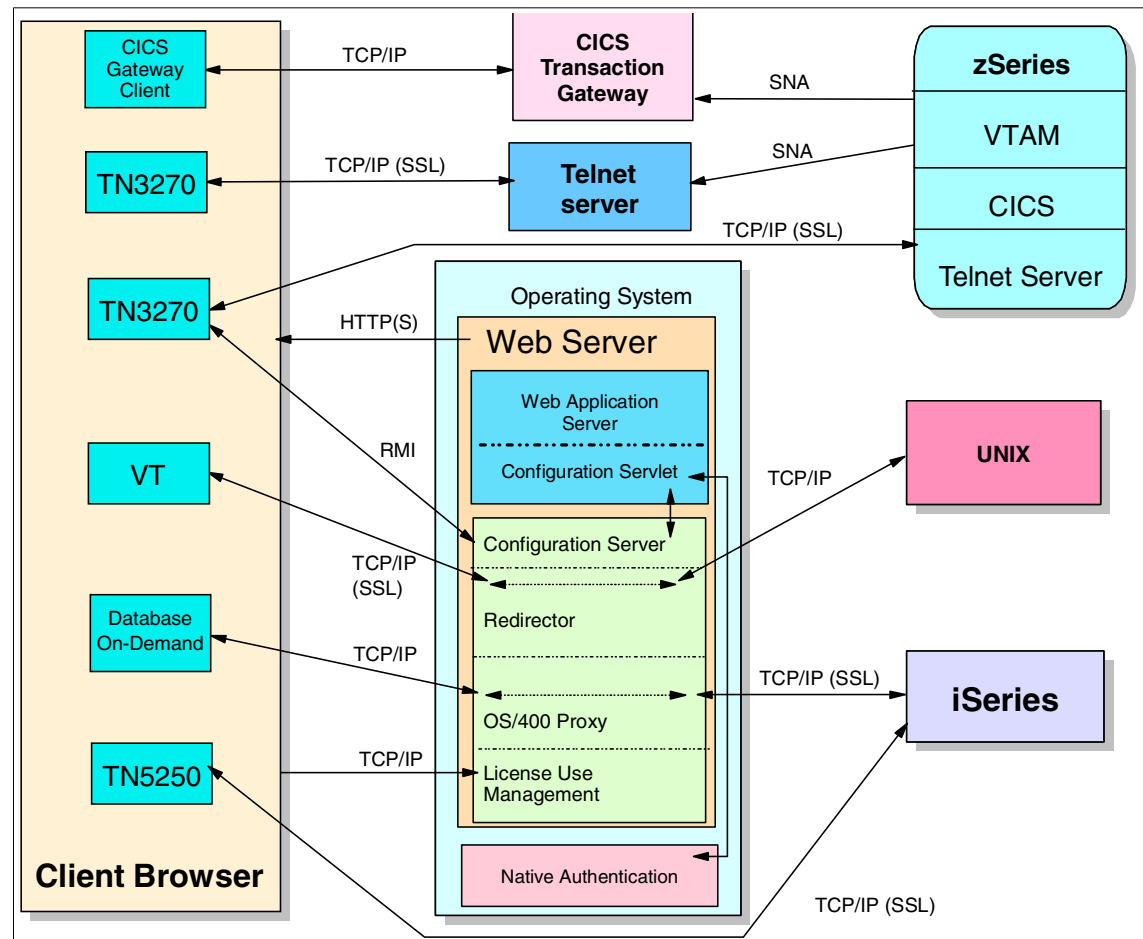 CICS
Gateway
Client
TCP/IP
CICS
Transaction
Gateway
SNA
zSeries
VTAM
CICS
Telnet Server
TN3270
TCP/IP (SSL)
Telnet
server
SNA
TCP/IP (SSL)
TN3270
HTTP(S)
RMI
Operating System
Web Server
Web Application
Server
Configuration Servlet
Configuration Server
Redirector
OS/400 Proxy
License Use
Management
Native Authentication
VT
TCP/IP
(SSL)
TCP/IP
UNIX
Database
On-Demand
TCP/IP
TCP/IP (SSL)
iSeries
TN5250
TCP/IP
TCP/IP (SSL)
Client Browser